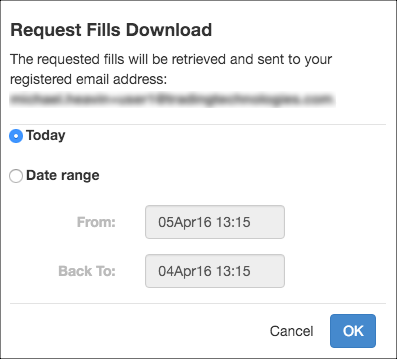 Request Fills Download
The requested fills will be retrieved and sent to your
registered email address:
Today
Date range
From:
05Apr16 13:15
Back To:
04Apr16 13:15
Cancel
OK